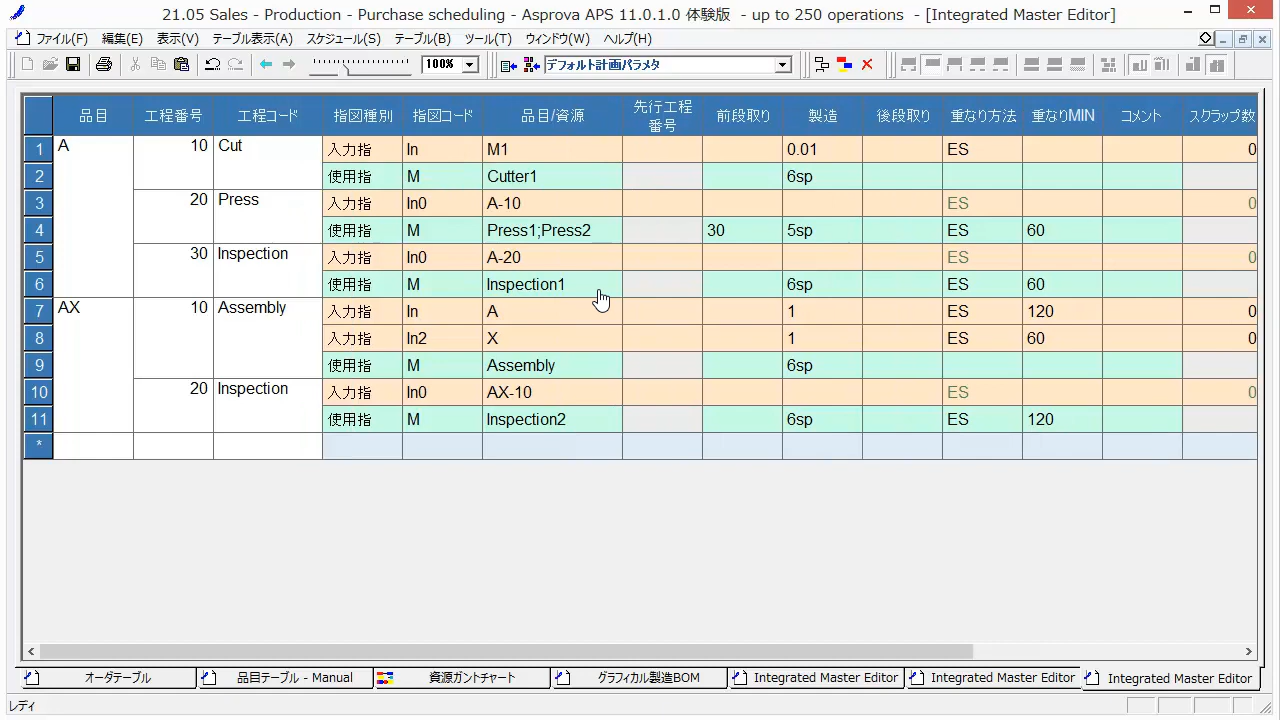 21.05 Sales - Production - Purchase scheduling - Asprova APS 11.0.1.0 体験版 - up to 250 operations - [Integrated Master Editor]
ファイル(F) 編集(E) 表示(V) テーブル表示(A) スケジュール(S) テーブル(B) ツール(T) ウィンドウ(W) ヘルプ(H)
100% デフォルト計画パラメタ
品目 工程番号 工程コード 指図種別 指図コード 品目/資源 先行工程番号 前段取り 製造 後段取り 重なり方法 重なりMIN コメント スクラップ数
1 A 10 Cut 入力指 In M1 0.01 ES 0
2 使用指 M Cutter1 6sp
3 20 Press 入力指 In0 A-10 ES 0
4 使用指 M Press1;Press2 30 5sp ES 60
5 30 Inspection 入力指 In0 A-20 ES 0
6 使用指 M Inspection1 6sp ES 60
7 AX 10 Assembly 入力指 In A 1 ES 120 0
8 入力指 In2 X 1 ES 60 0
9 使用指 M Assembly 6sp
10 20 Inspection 入力指 In0 AX-10 ES 0
11 使用指 M Inspection2 6sp ES 120
*
オーダテーブル 品目テーブル - Manual 資源ガントチャート グラフィカル製造BOM Integrated Master Editor Integrated Master Editor Integrated Master Editor
レディ